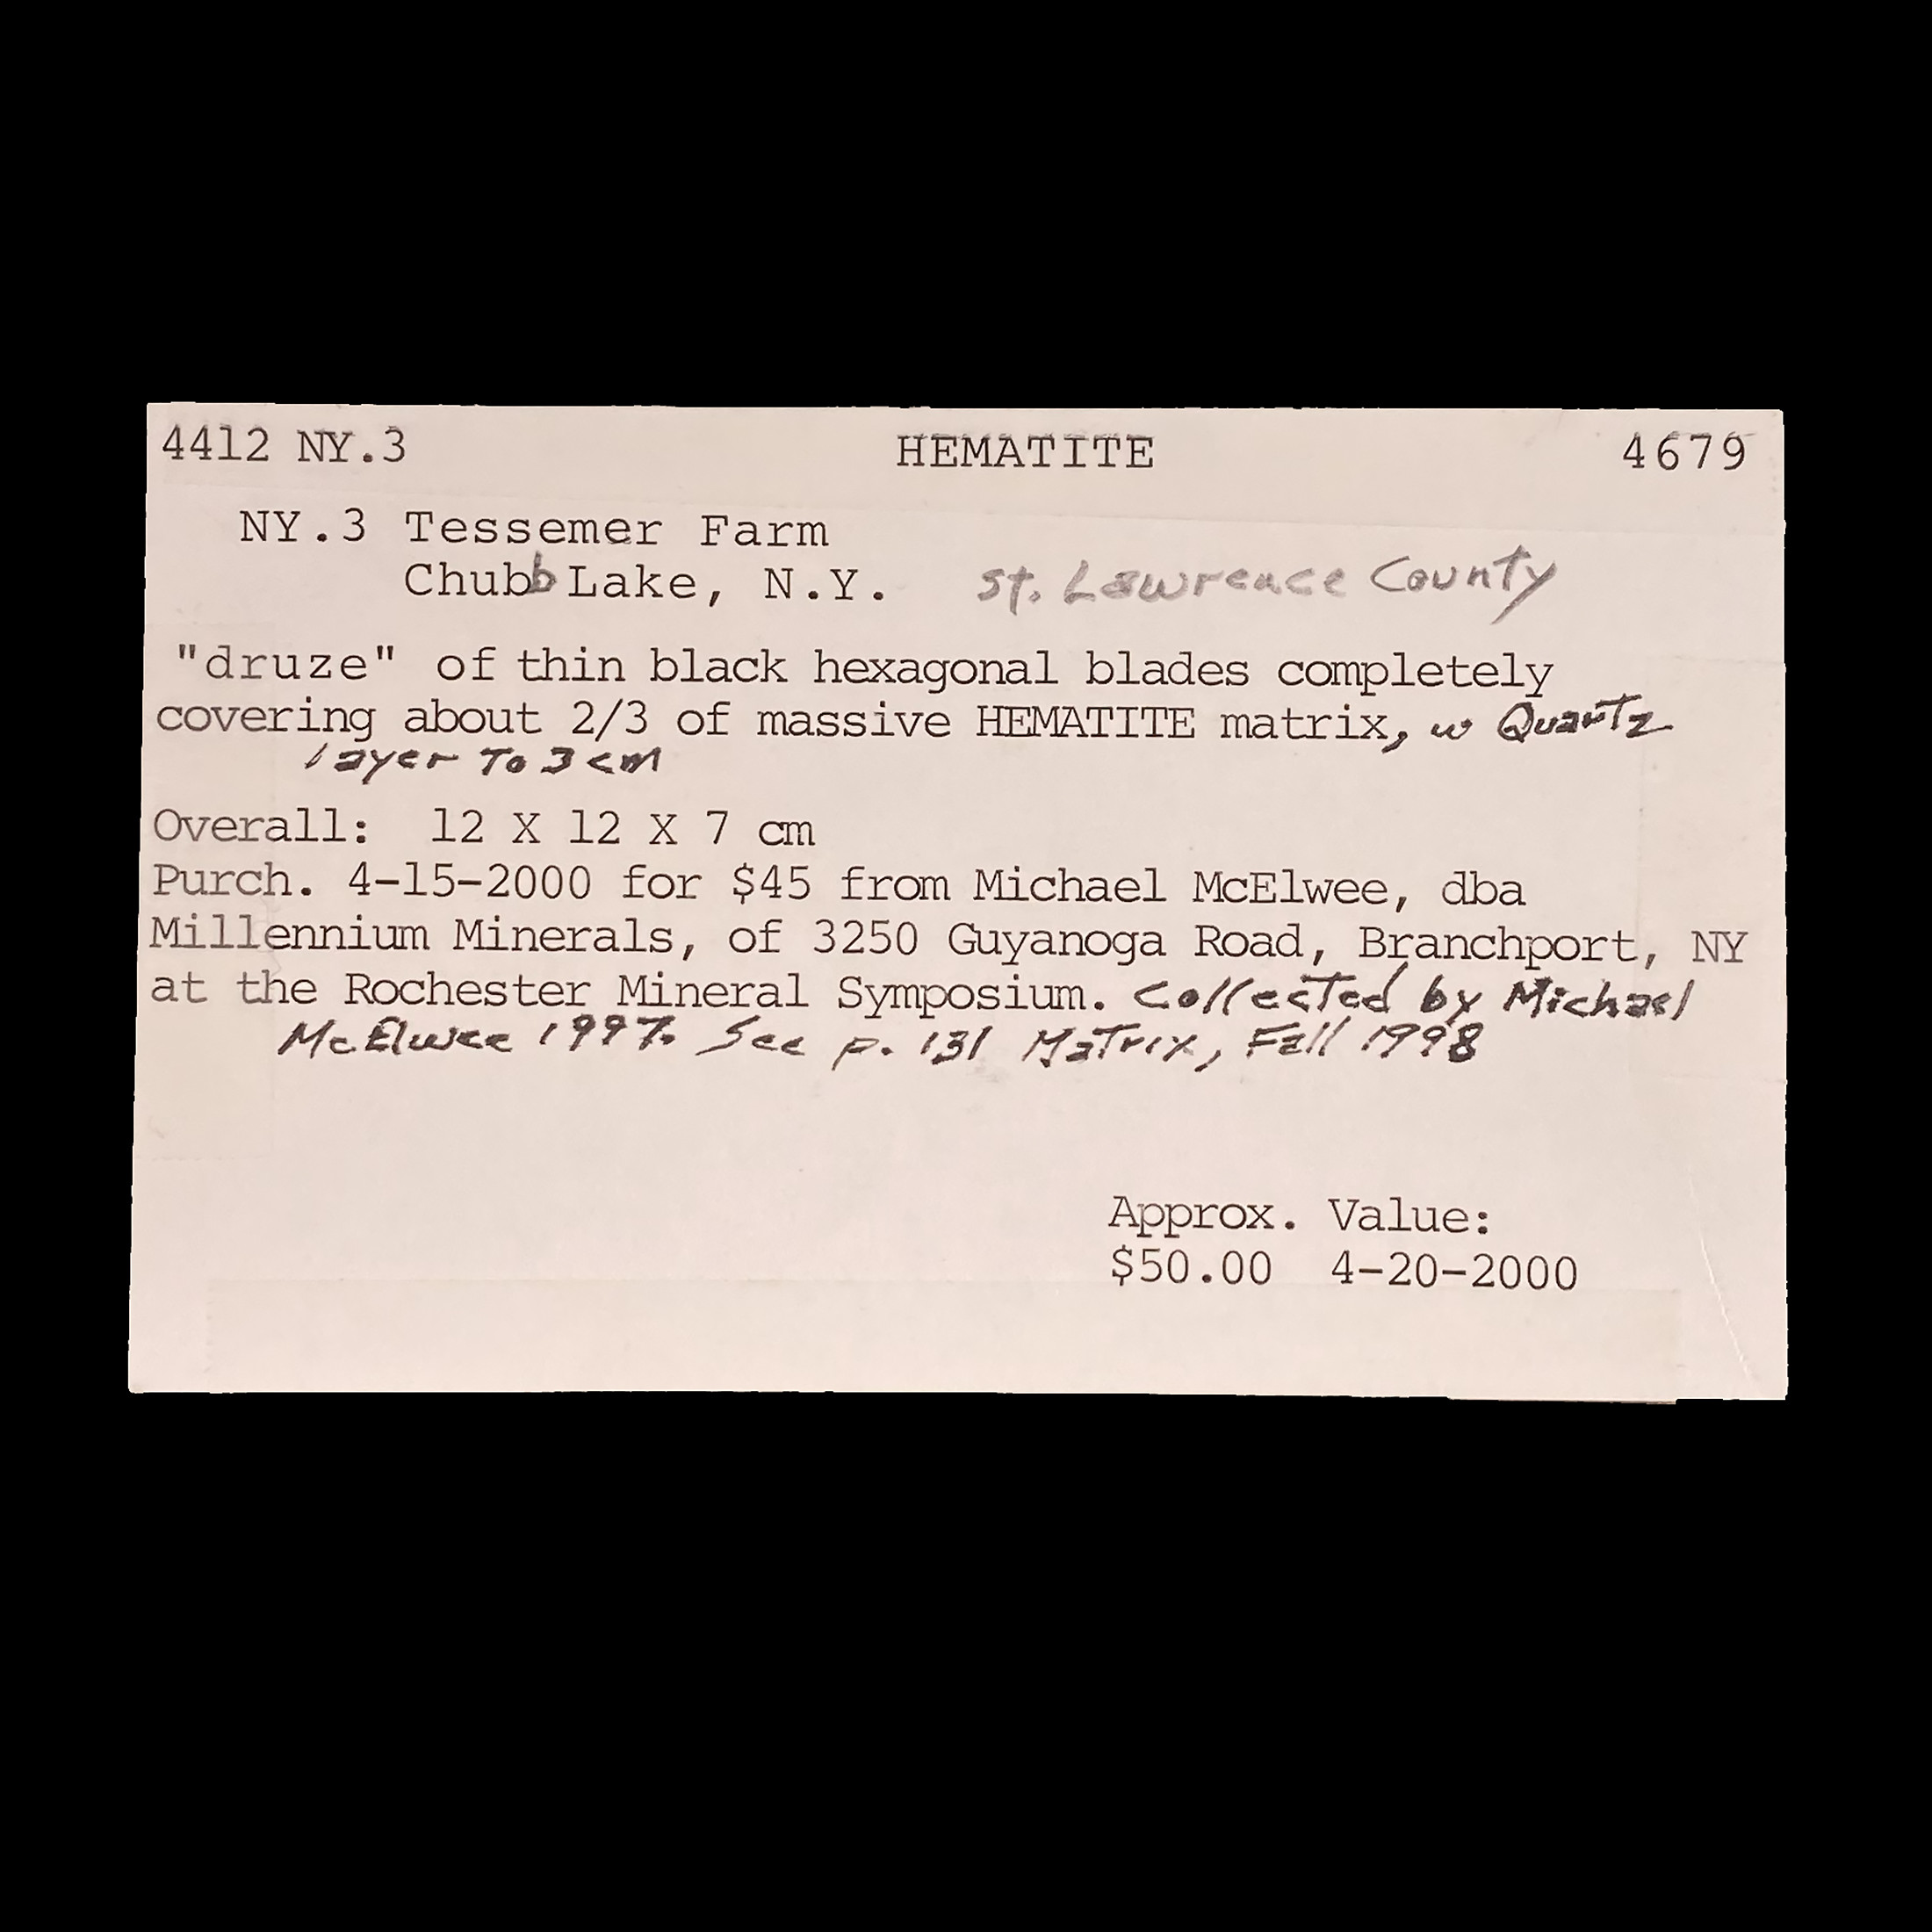 4412 NY.3 HEMATITE 4679
NY.3 Tessemer Farm
Chubb Lake, N.Y. St. Lawrence County
"druze" of thin black hexagonal blades completely
covering about 2/3 of massive HEMATITE matrix, w Quartz
layer to 3 cm
Overall: 12 X 12 X 7 cm
Purch. 4-15-2000 for $45 from Michael McElwee, dba
Millennium Minerals, of 3250 Guyanoga Road, Branchport, NY
at the Rochester Mineral Symposium. Collected by Michael
McElwee 1997. See p. 131 Matrix, Fall 1998
Approx. Value:
$50.00 4-20-2000